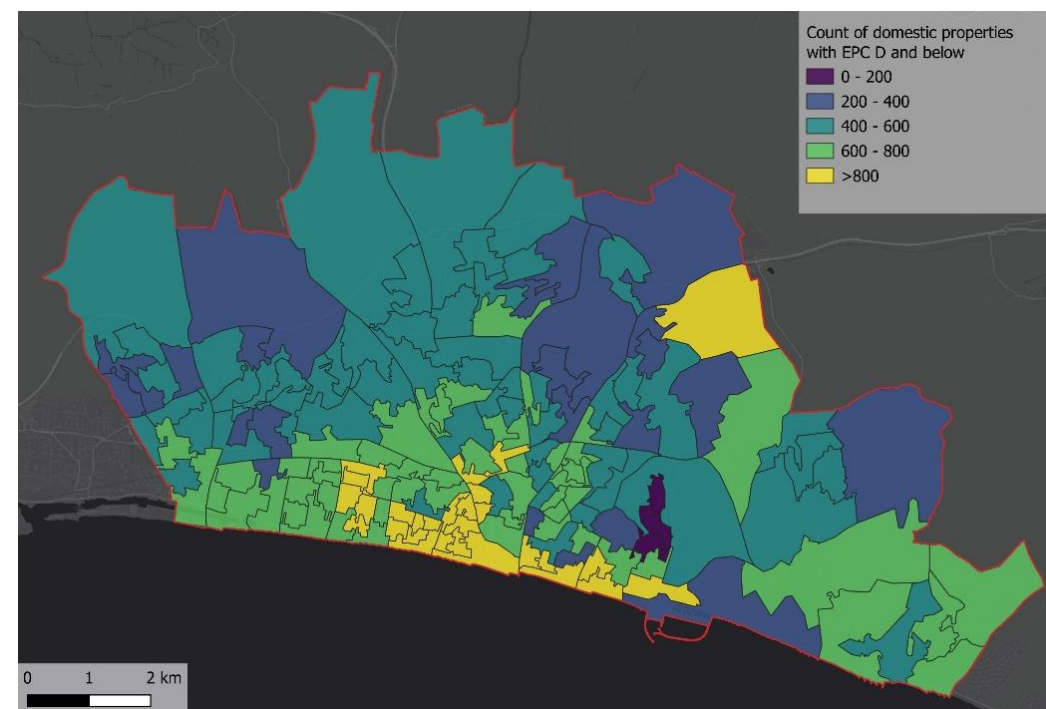 Count of domestic properties
with EPC D and below
0 - 200
200 - 400
400 - 600
600 - 800
>800
0 1 2 km